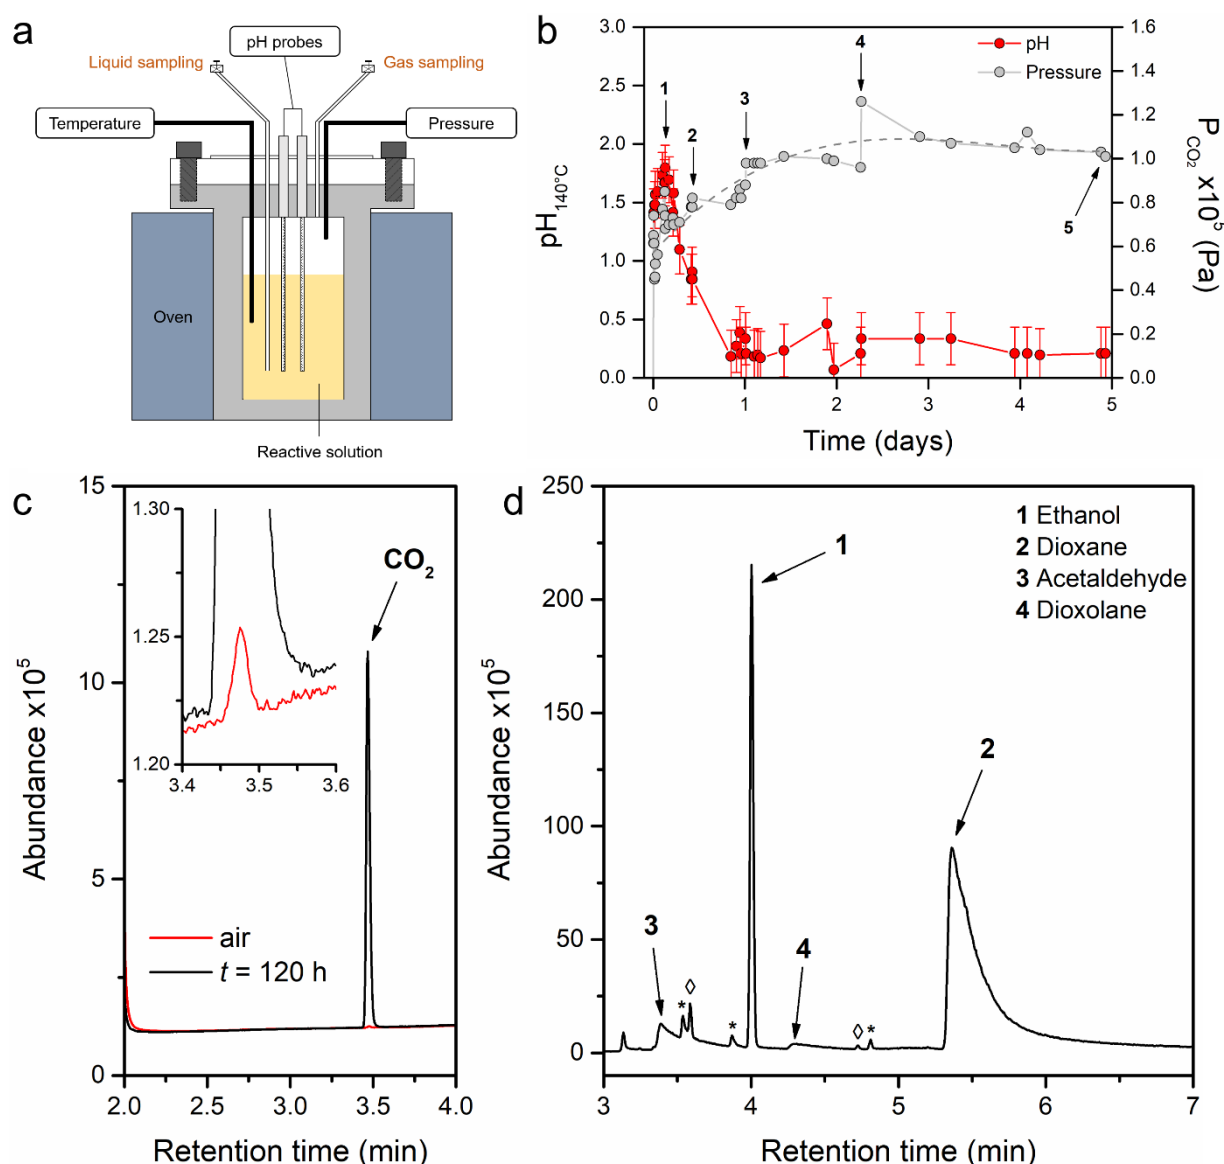 a
pH probes
Liquid sampling
Gas sampling
Temperature
Pressure
Oven
Reactive solution
b
3.0
2.5
2.0
1.5
1.0
0.5
0.0
pH140°C
0
1
2
3
4
5
Time (days)
1.6
1.4
1.2
1.0
0.8
0.6
0.4
0.2
0.0
PCO2 x10^5 (Pa)
pH
Pressure
1
2
3
4
5
c
15
10
5
0
Abundance x10^5
1.30
1.25
1.20
3.4
3.5
3.6
CO2
air
t = 120 h
2.0
2.5
3.0
3.5
4.0
Retention time (min)
d
250
200
150
100
50
0
Abundance x10^5
1 Ethanol
2 Dioxane
3 Acetaldehyde
4 Dioxolane
1
2
3
* ◊
*
4
◊ *
3
4
5
6
7
Retention time (min)